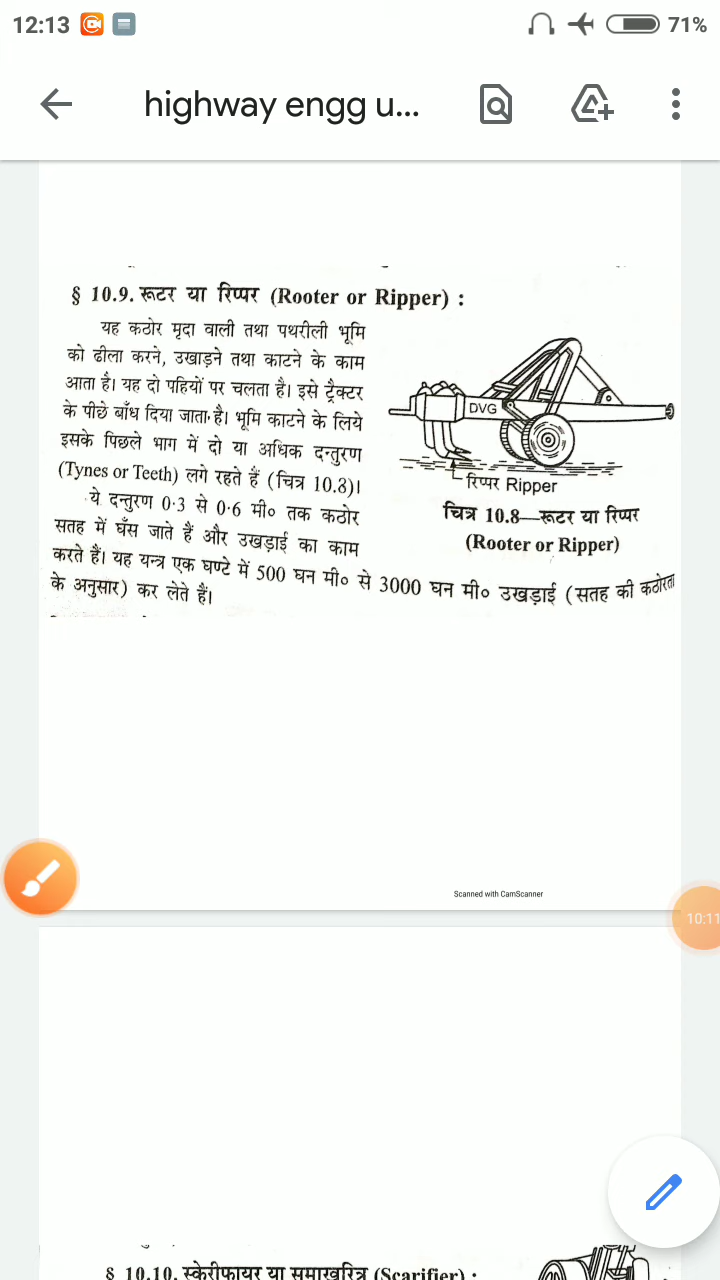 12:13
71%
highway engg u...
§ 10.9. रूटर या रिप्पर (Rooter or Ripper) :
यह कठोर मृदा वाली तथा पथरीली भूमि
को ढीला करने, उखाड़ने तथा काटने के काम
आता है। यह दो पहियों पर चलता है। इसे ट्रैक्टर
के पीछे बाँध दिया जाता है। भूमि काटने के लिये
इसके पिछले भाग में दो या अधिक दन्तुरण
(Tynes or Teeth) लगे रहते हैं (चित्र 10.8)।
ये दन्तुरण 0·3 से 0·6 मी० तक कठोर
सतह में घँस जाते हैं और उखड़ाई का काम
करते हैं। यह यन्त्र एक घण्टे में 500 घन मी० से 3000 घन मी० उखड़ाई (सतह की कठोरता
के अनुसार) कर लेते हैं।
DVG
रिप्पर Ripper
चित्र 10.8—रूटर या रिप्पर
(Rooter or Ripper)
Scanned with CamScanner
10:11
§ 10.10. स्केरीफायर या समाखरित्र (Scarifier) :